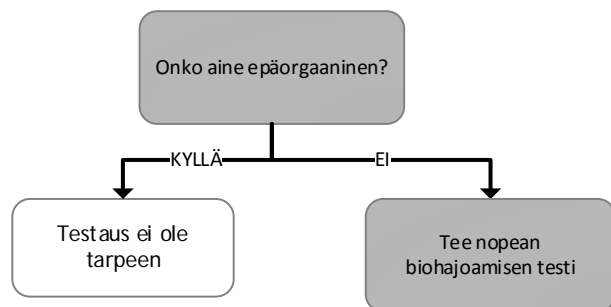 Onko aine epäorgaaninen?
KYLLÄ
EI
Testaus ei ole
tarpeen
Tee nopean
biohajoamisen testi